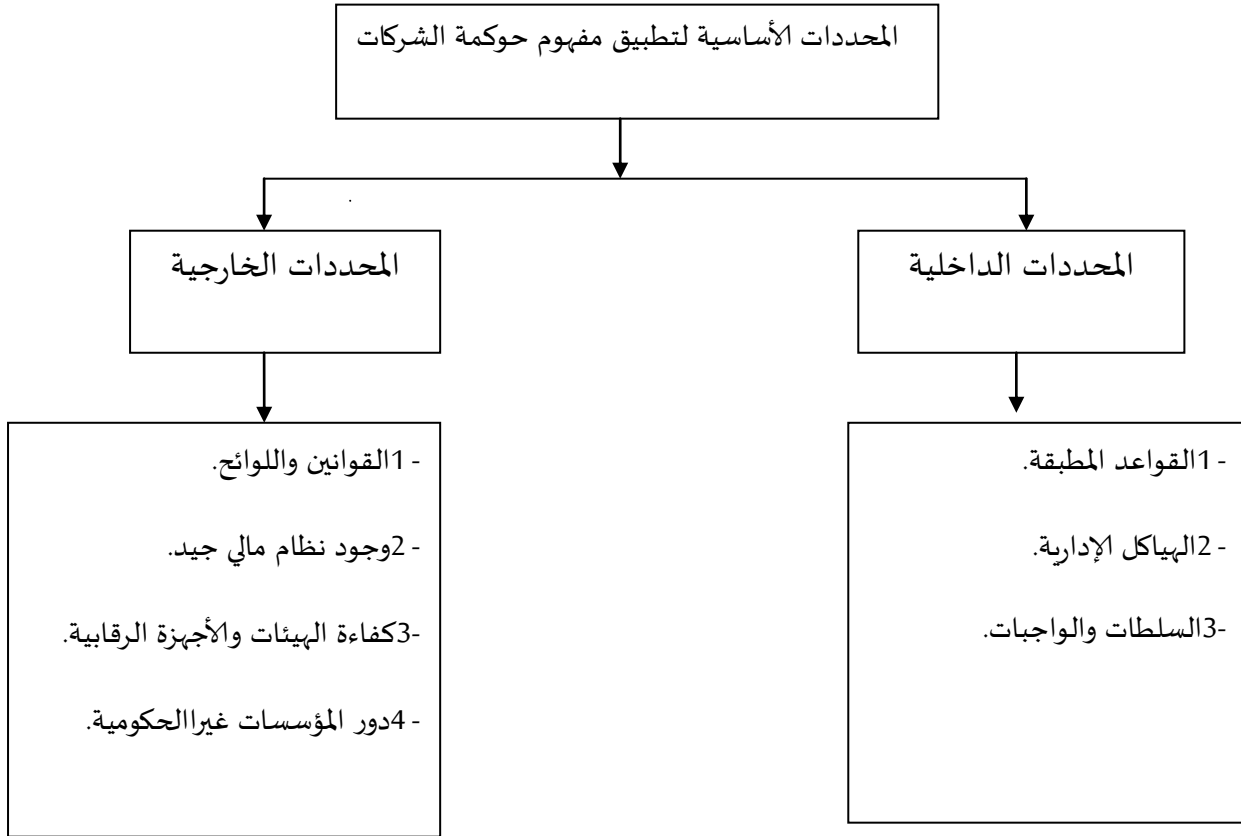 المحددات الأساسية لتطبيق مفهوم حوكمة الشركات
المحددات الداخلية
المحددات الخارجية
-1القواعد المطبقة.
-2الهياكل الإدارية.
-3السلطات والواجبات.
-1القوانين واللوائح.
-2وجود نظام مالي جيد.
-3كفاءة الهيئات والأجهزة الرقابية.
-4دور المؤسسات غيراالحكومية.